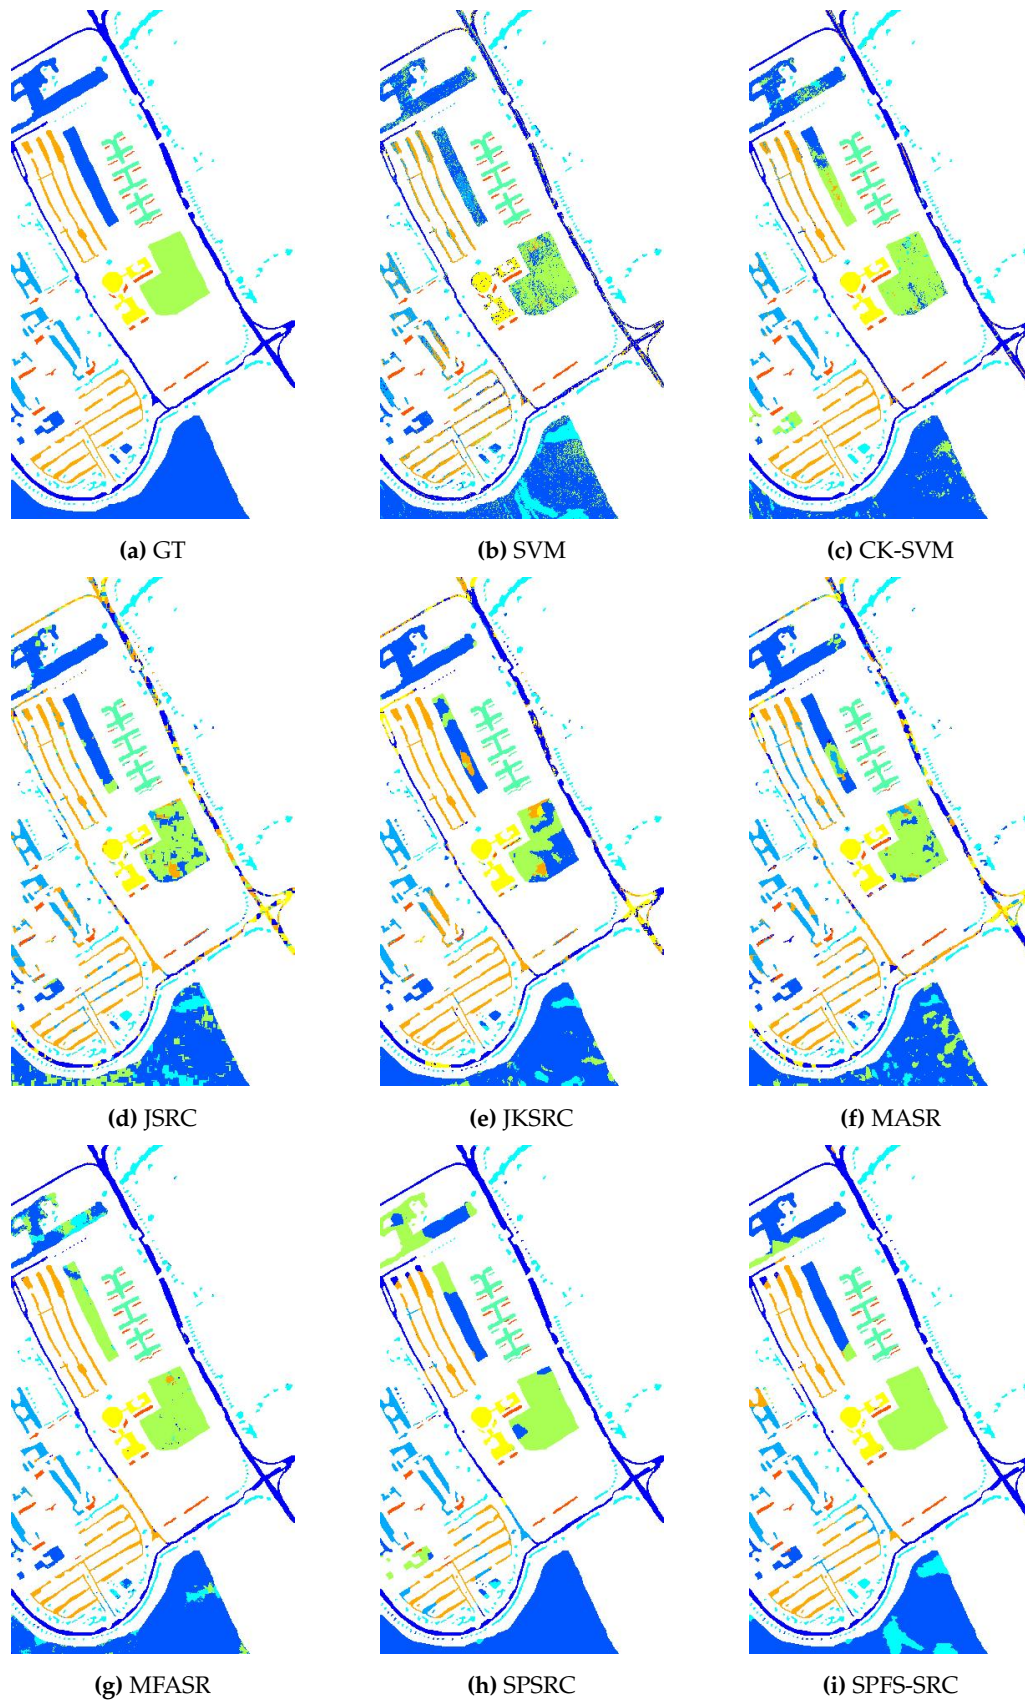 (a) GT
(b) SVM
(c) CK-SVM
(d) JSRC
(e) JKSRC
(f) MASR
(g) MFASR
(h) SPSRC
(i) SPFS-SRC